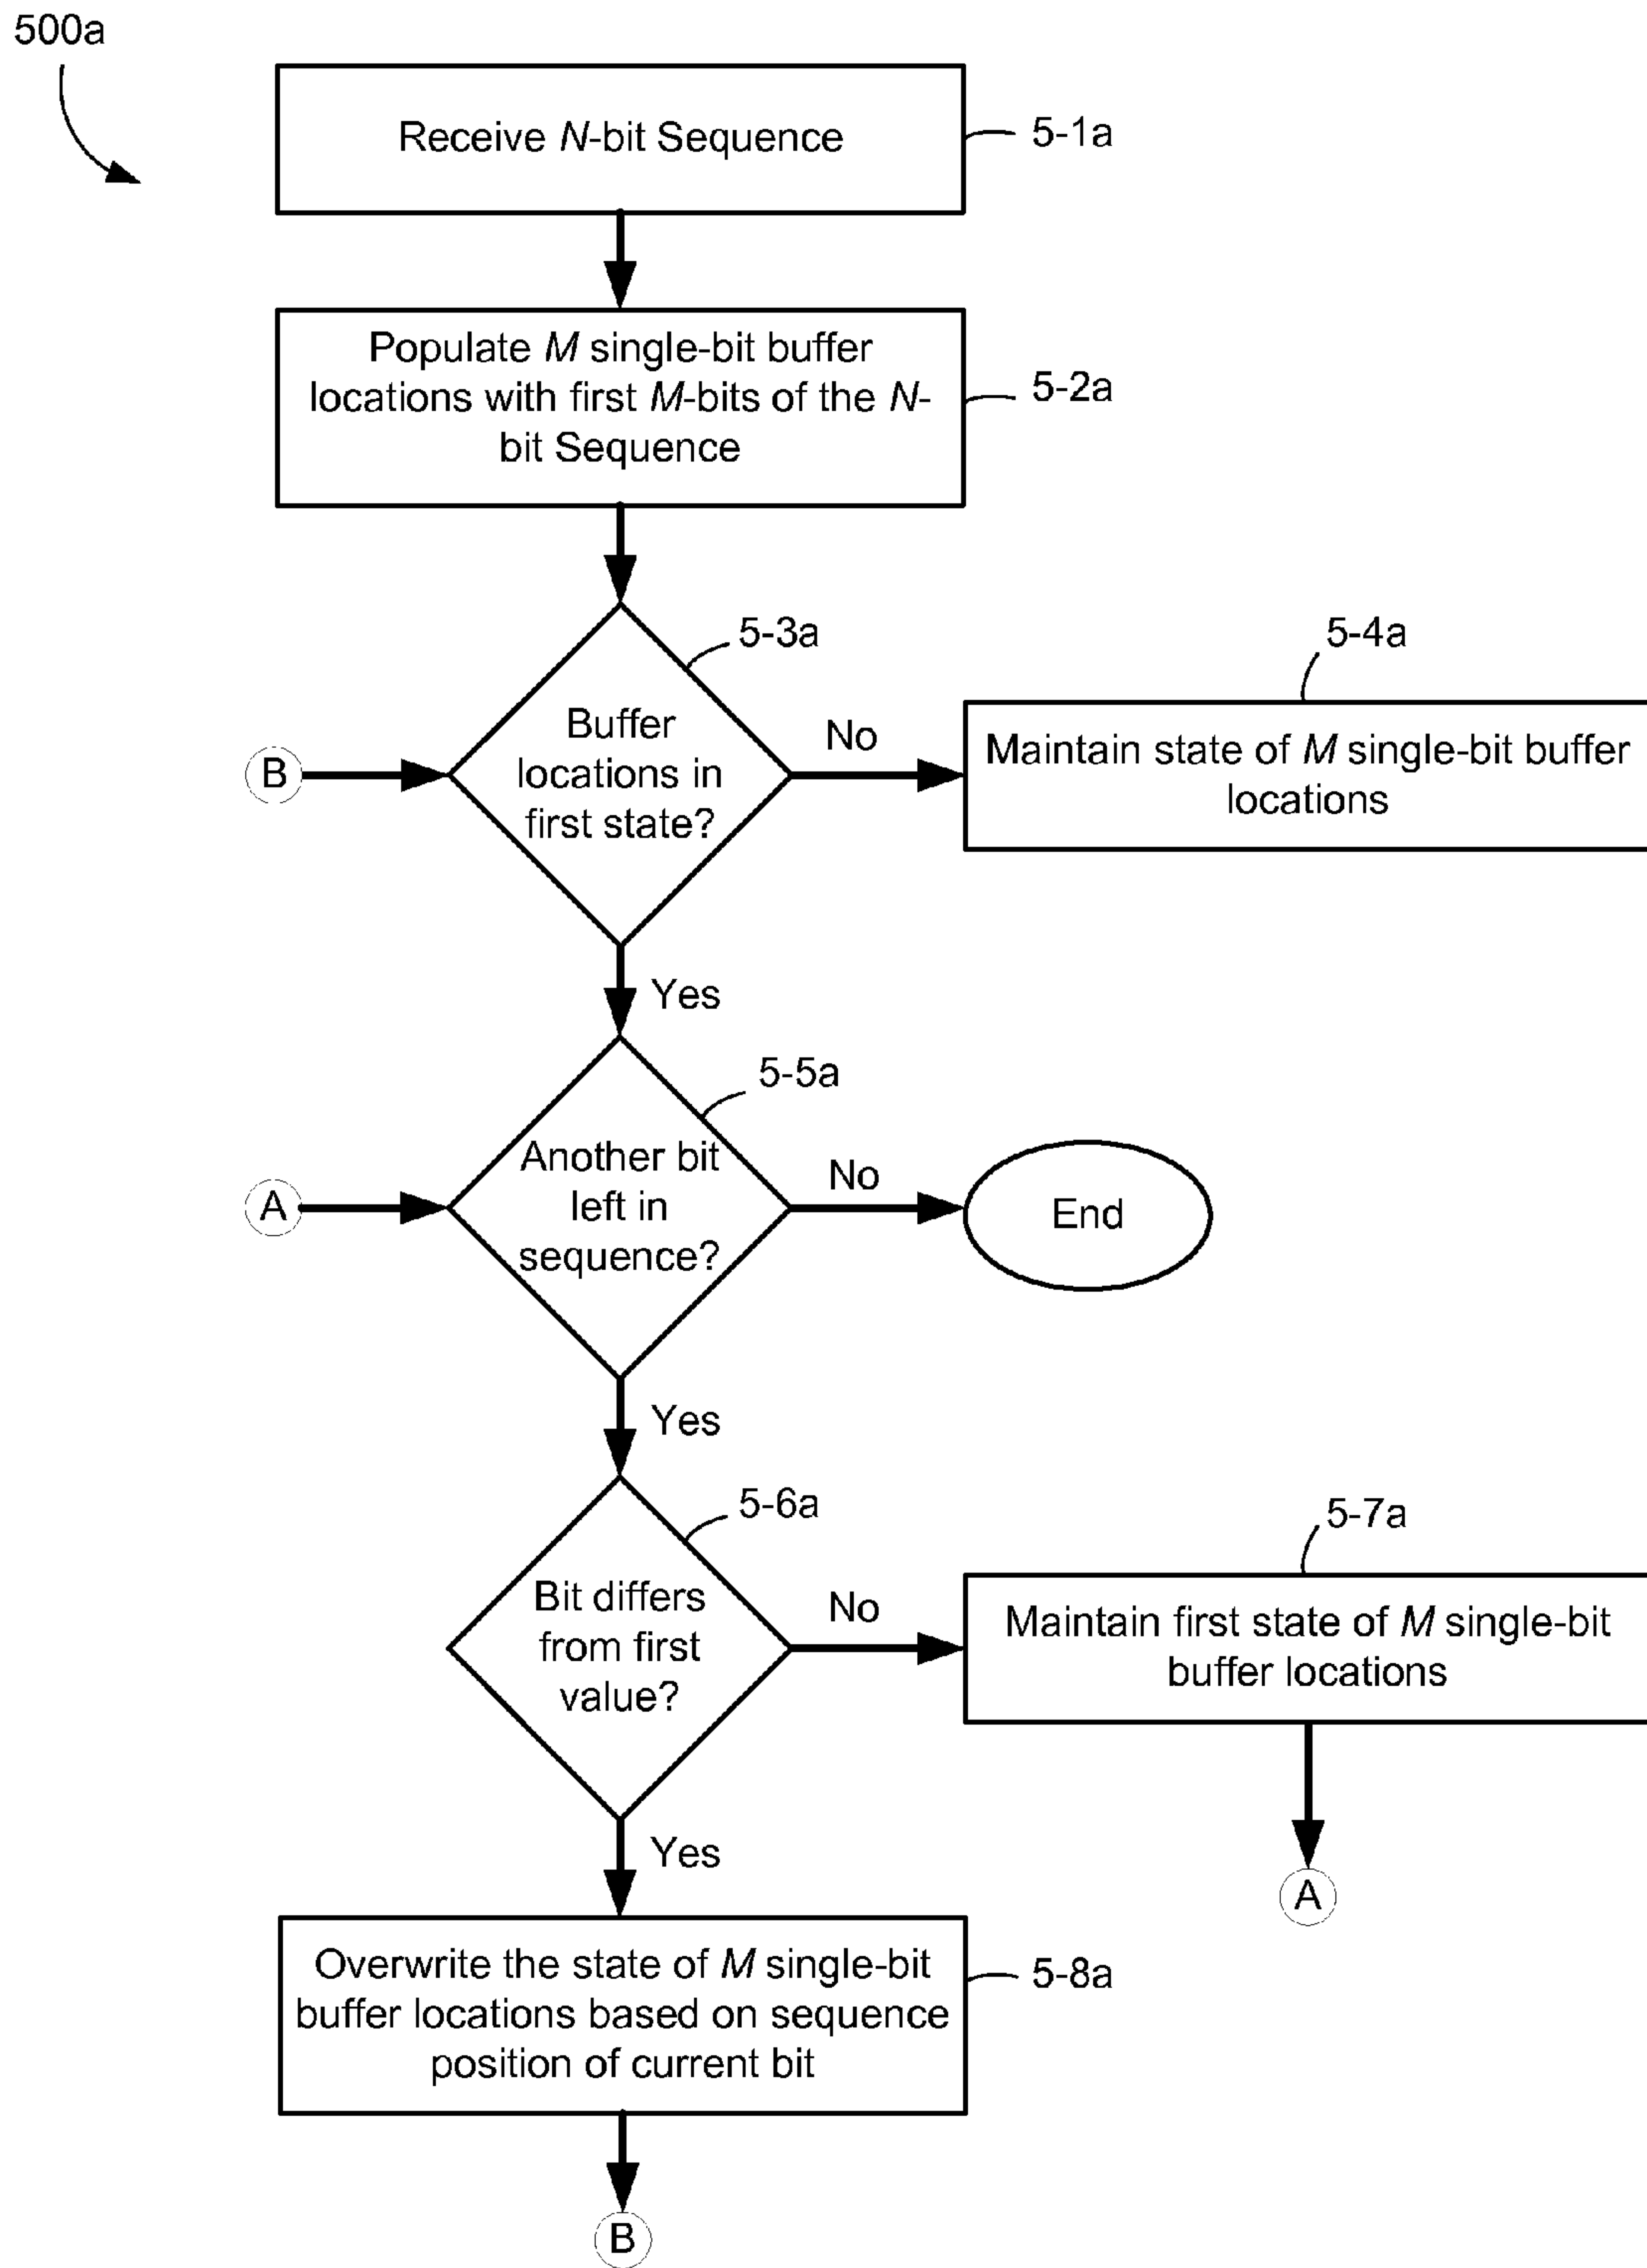 500a
Receive N-bit Sequence
5-1a
Populate M single-bit buffer
locations with first M-bits of the N-
bit Sequence
5-2a
5-3a
5-4a
Buffer
locations in
first state?
B
No
Maintain state of M single-bit buffer
locations
Yes
5-5a
Another bit
left in
sequence?
A
No
End
Yes
5-6a
5-7a
Bit differs
from first
value?
No
Maintain first state of M single-bit
buffer locations
Yes
A
Overwrite the state of M single-bit
buffer locations based on sequence
position of current bit
5-8a
B